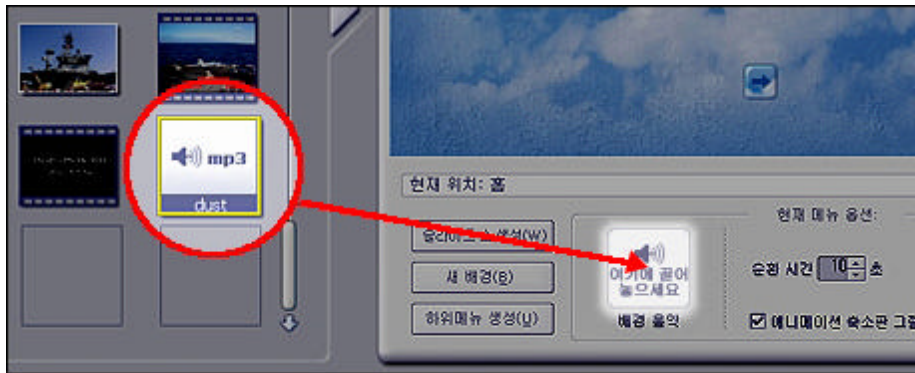 mp3
dust
현재 위치: 홈
현재 메뉴 옵션:
슬라이드 쇼 생성(W)
새 배경(B)
하위메뉴 생성(U)
여기에 끌어
놓으세요
배경 음악
순환 시간 10 초
애니메이션 축소판 그림